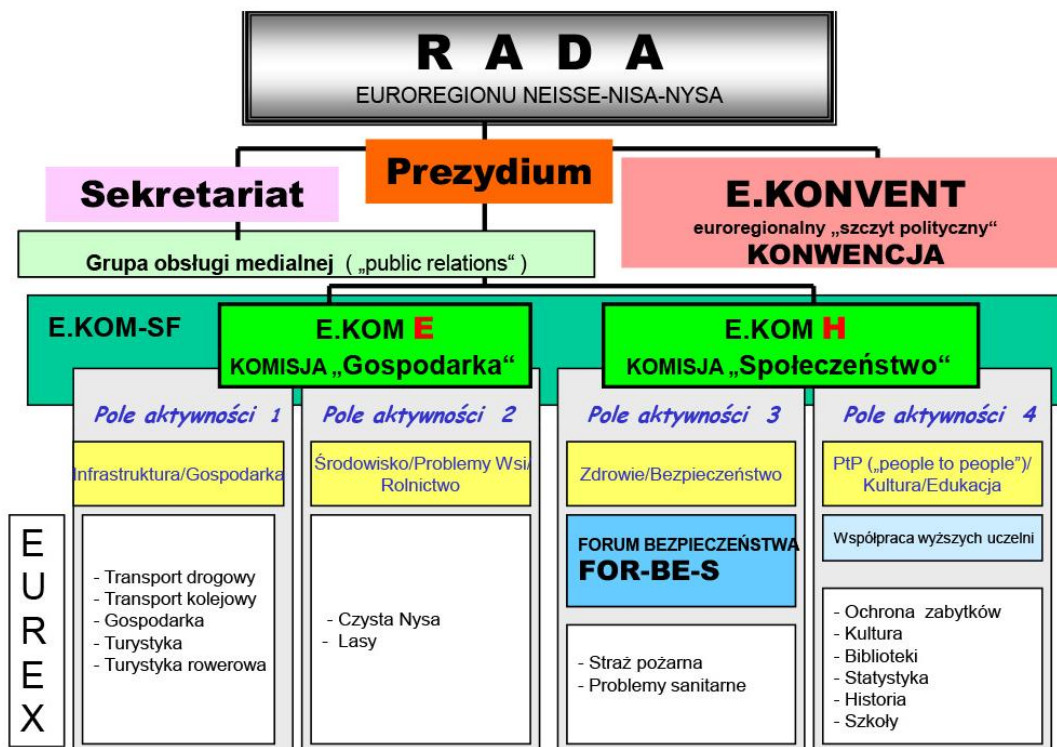 R A D A
EUROREGIONU NEISSE-NISA-NYSA
Sekretariat
Prezydium
E.KONVENT
euroregionalny „szczyt polityczny“
KONWENCJA
Grupa obsługi medialnej ( „public relations“ )
E.KOM-SF
E.KOM E
KOMISJA „Gospodarka“
E.KOM H
KOMISJA „Społeczeństwo“
Pole aktywności 1
Infrastruktura/Gospodarka
- Transport drogowy
- Transport kolejowy
- Gospodarka
- Turystyka
- Turystyka rowerowa
Pole aktywności 2
Środowisko/Problemy Wsi/
Rolnictwo
- Czysta Nysa
- Lasy
Pole aktywności 3
Zdrowie/Bezpieczeństwo
FORUM BEZPIECZEŃSTWA
FOR-BE-S
- Straż pożarna
- Problemy sanitarne
Pole aktywności 4
PtP („people to people”)/
Kultura/Edukacja
Współpraca wyższych uczelni
- Ochrona zabytków
- Kultura
- Biblioteki
- Statystyka
- Historia
- Szkoły
E
U
R
E
X